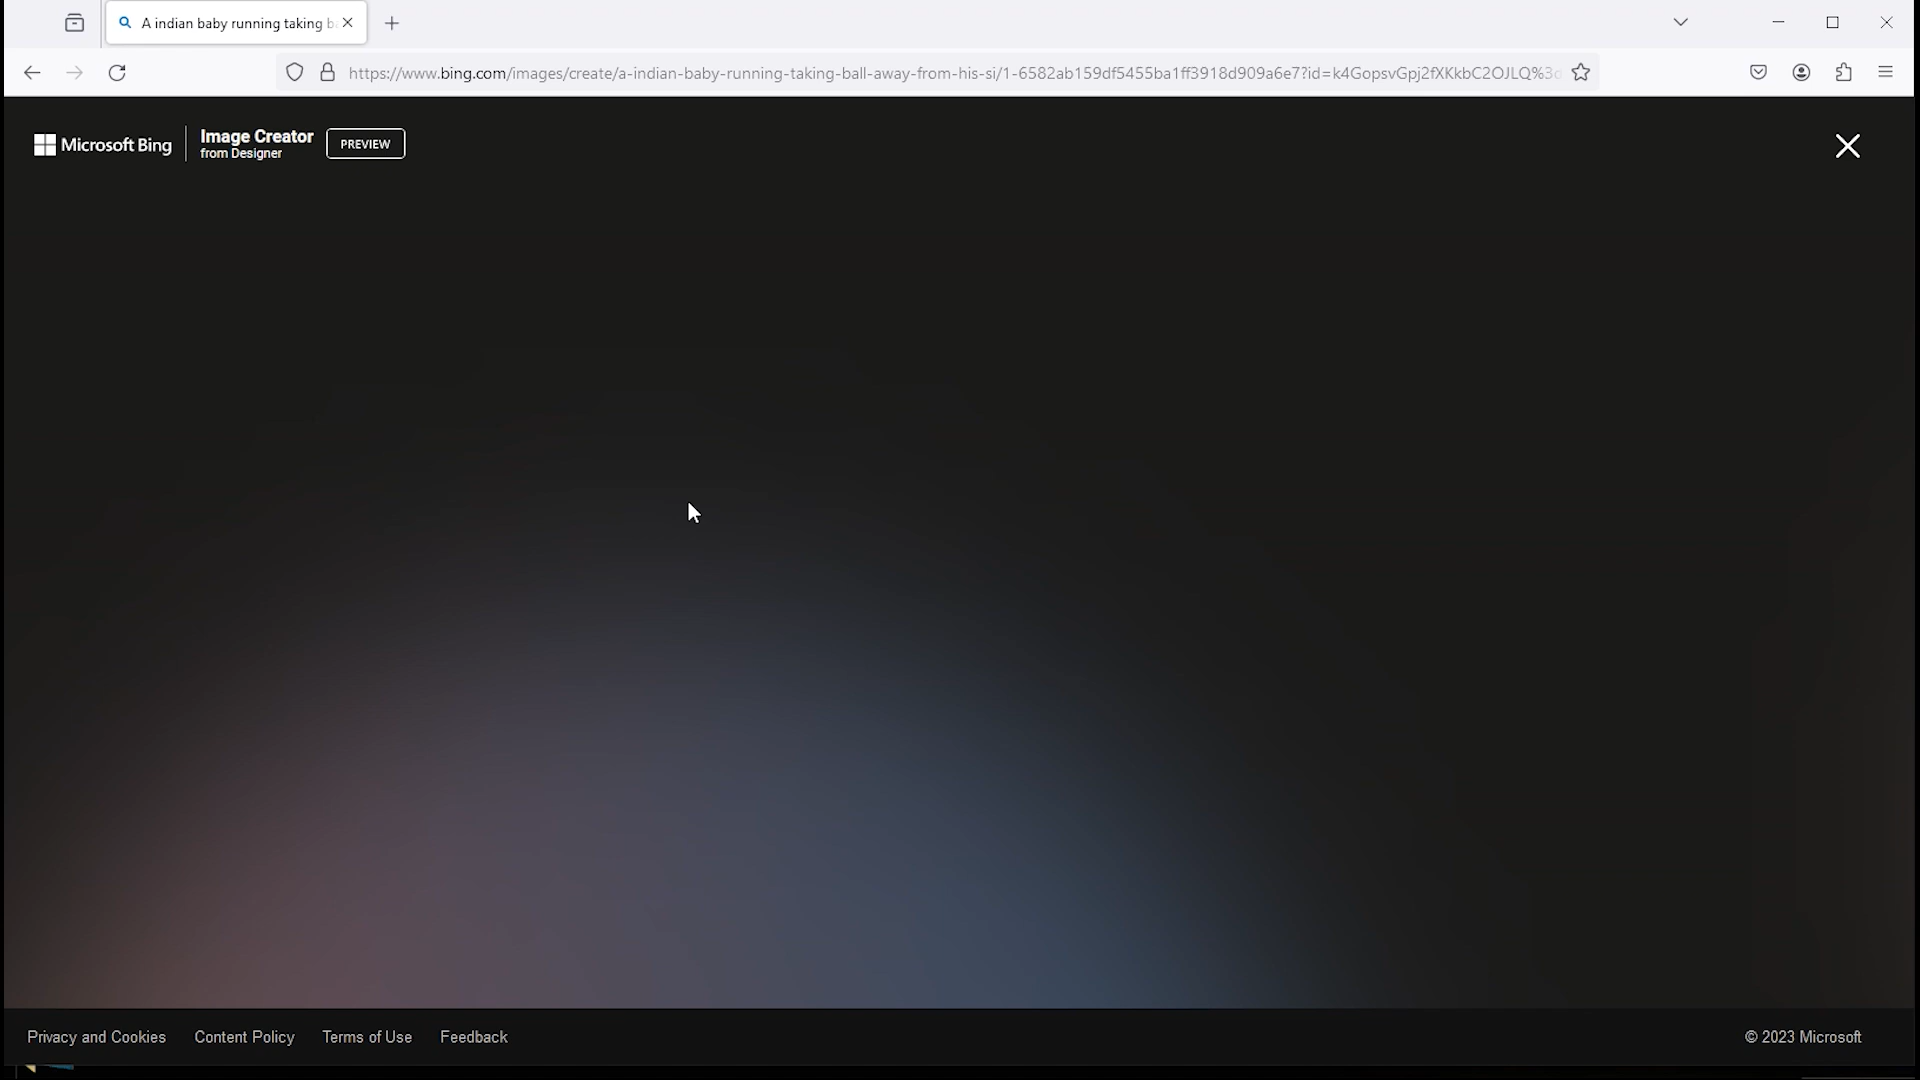 A indian baby running taking b
https://www.bing.com/images/create/a-indian-baby-running-taking-ball-away-from-his-si/1-6582ab159df5455ba1ff3918d909a6e7?id=k4GopsvGpj2fXKkbC2OJLQ%3d
Microsoft Bing
Image Creator
from Designer
PREVIEW
Privacy and Cookies Content Policy Terms of Use Feedback
© 2023 Microsoft